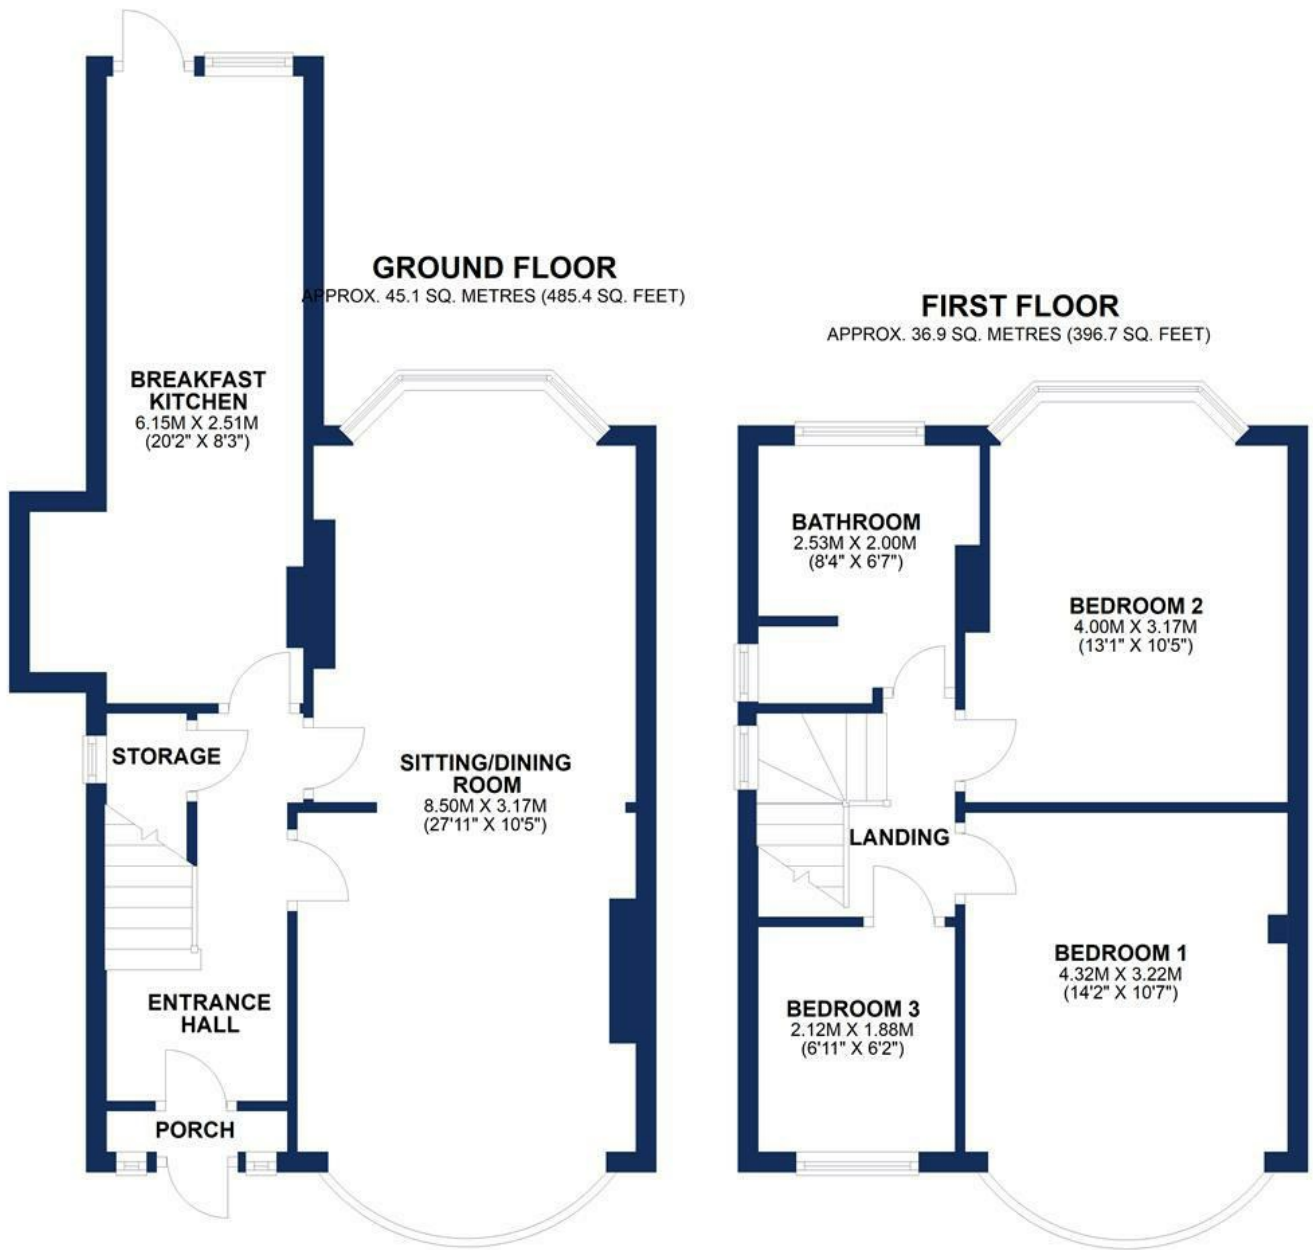 GROUND FLOOR
APPROX. 45.1 SQ. METRES (485.4 SQ. FEET)
BREAKFAST
KITCHEN
6.15M X 2.51M
(20'2" X 8'3")
STORAGE
SITTING/DINING
ROOM
8.50M X 3.17M
(27'11" X 10'5")
ENTRANCE
HALL
PORCH
FIRST FLOOR
APPROX. 36.9 SQ. METRES (396.7 SQ. FEET)
BATHROOM
2.53M X 2.00M
(8'4" X 6'7")
BEDROOM 2
4.00M X 3.17M
(13'1" X 10'5")
LANDING
BEDROOM 1
4.32M X 3.22M
(14'2" X 10'7")
BEDROOM 3
2.12M X 1.88M
(6'11" X 6'2")